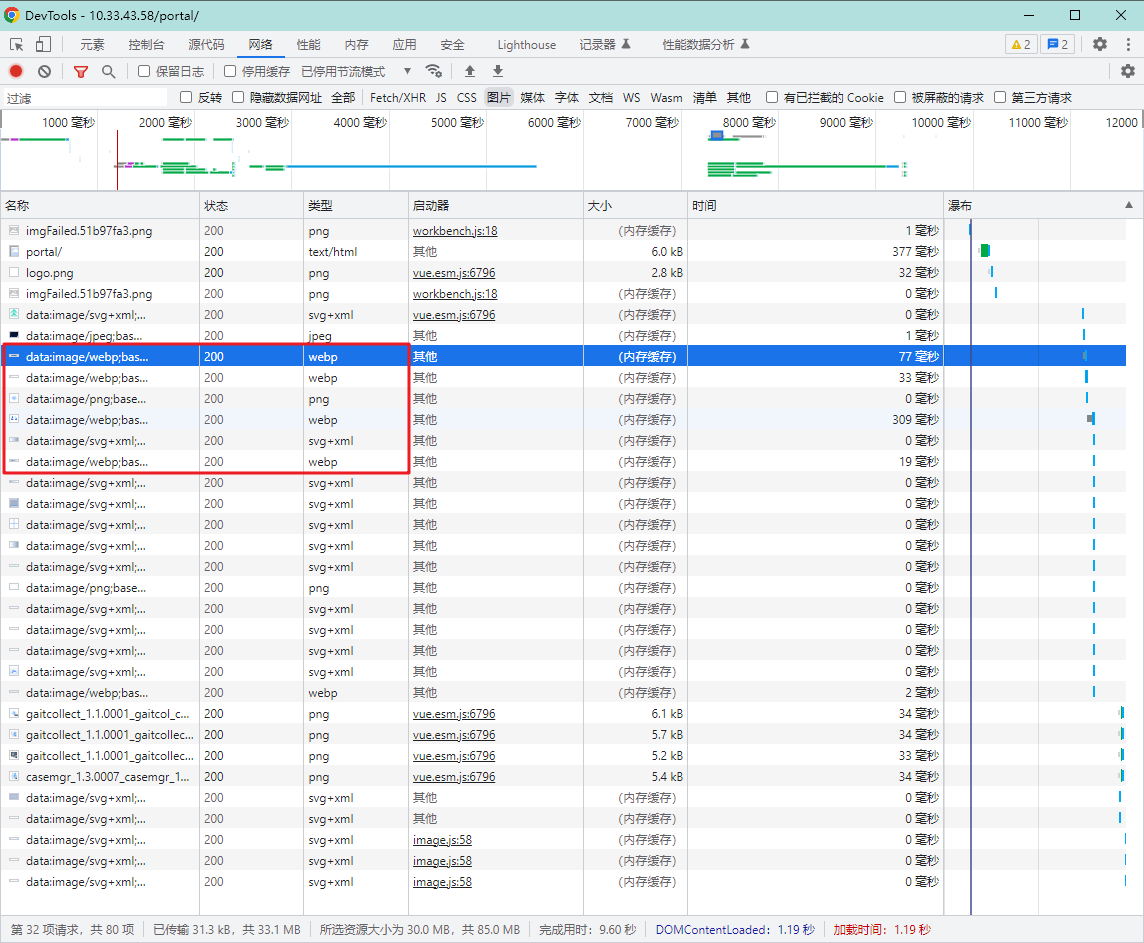 DevTools - 10.33.43.58/portal/
元素 控制台 源代码 网络 性能 内存 应用 安全 Lighthouse 记录器 性能数据分析 2 2
保留日志 停用缓存 已停用节流模式
过滤 反转 隐藏数据网址 全部 Fetch/XHR JS CSS 图片 媒体 字体 文档 WS Wasm 清单 其他 有已拦截的 Cookie 被屏蔽的请求 第三方请求
1000 毫秒 2000 毫秒 3000 毫秒 4000 毫秒 5000 毫秒 6000 毫秒 7000 毫秒 8000 毫秒 9000 毫秒 10000 毫秒 11000 毫秒 12000
名称 状态 类型 启动器 大小 时间 瀑布
imgFailed.51b97fa3.png 200 png workbench.js:18 (内存缓存) 1 毫秒
portal/ 200 text/html 其他 6.0 kB 377 毫秒
logo.png 200 png vue.esm.js:6796 2.8 kB 32 毫秒
imgFailed.51b97fa3.png 200 png workbench.js:18 (内存缓存) 0 毫秒
data:image/svg+xml;... 200 svg+xml vue.esm.js:6796 (内存缓存) 0 毫秒
data:image/jpeg;bas... 200 jpeg 其他 (内存缓存) 1 毫秒
data:image/webp;bas... 200 webp 其他 (内存缓存) 77 毫秒
data:image/webp;bas... 200 webp 其他 (内存缓存) 33 毫秒
data:image/png;base... 200 png 其他 (内存缓存) 0 毫秒
data:image/webp;bas... 200 webp 其他 (内存缓存) 309 毫秒
data:image/svg+xml;... 200 svg+xml 其他 (内存缓存) 0 毫秒
data:image/webp;bas... 200 webp 其他 (内存缓存) 19 毫秒
data:image/svg+xml;... 200 svg+xml 其他 (内存缓存) 0 毫秒
data:image/svg+xml;... 200 svg+xml 其他 (内存缓存) 0 毫秒
data:image/svg+xml;... 200 svg+xml 其他 (内存缓存) 0 毫秒
data:image/svg+xml;... 200 svg+xml 其他 (内存缓存) 0 毫秒
data:image/svg+xml;... 200 svg+xml 其他 (内存缓存) 0 毫秒
data:image/png;base... 200 png 其他 (内存缓存) 0 毫秒
data:image/svg+xml;... 200 svg+xml 其他 (内存缓存) 0 毫秒
data:image/svg+xml;... 200 svg+xml 其他 (内存缓存) 0 毫秒
data:image/svg+xml;... 200 svg+xml 其他 (内存缓存) 0 毫秒
data:image/svg+xml;... 200 svg+xml 其他 (内存缓存) 0 毫秒
data:image/webp;bas... 200 webp 其他 (内存缓存) 2 毫秒
gaitcollect_1.1.0001_gaitcol_c... 200 png vue.esm.js:6796 6.1 kB 34 毫秒
gaitcollect_1.1.0001_gaitcollec... 200 png vue.esm.js:6796 5.7 kB 34 毫秒
gaitcollect_1.1.0001_gaitcollec... 200 png vue.esm.js:6796 5.2 kB 33 毫秒
casemgr_1.3.0007_casemgr_1... 200 png vue.esm.js:6796 5.4 kB 34 毫秒
data:image/svg+xml;... 200 svg+xml 其他 (内存缓存) 0 毫秒
data:image/svg+xml;... 200 svg+xml 其他 (内存缓存) 0 毫秒
data:image/svg+xml;... 200 svg+xml image.js:58 (内存缓存) 0 毫秒
data:image/svg+xml;... 200 svg+xml image.js:58 (内存缓存) 0 毫秒
data:image/svg+xml;... 200 svg+xml image.js:58 (内存缓存) 0 毫秒
第 32 项请求，共 80 项 已传输 31.3 kB，共 33.1 MB 所选资源大小为 30.0 MB，共 85.0 MB 完成用时：9.60 秒 DOMContentLoaded：1.19 秒 加载时间：1.19 秒